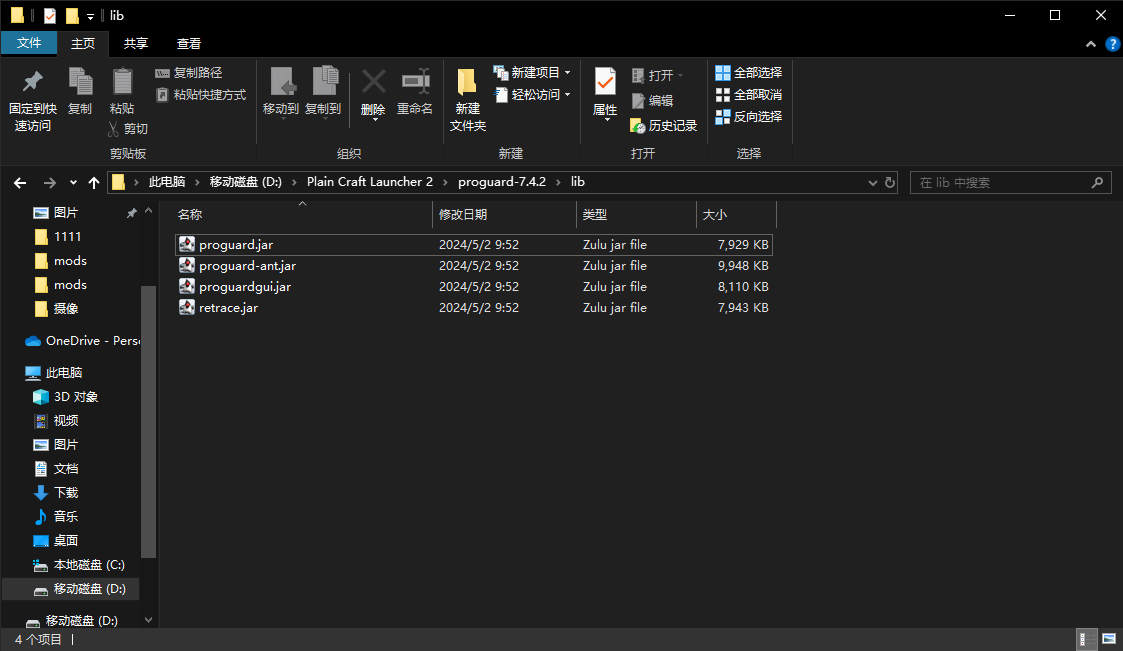 lib
文件 主页 共享 查看
固定到快速访问
复制
粘贴
复制路径
粘贴快捷方式
剪切
剪贴板
移动到
复制到
删除
重命名
组织
新建文件夹
新建项目
轻松访问
新建
属性
打开
编辑
历史记录
打开
全部选择
全部取消
反向选择
选择
此电脑 移动磁盘 (D:) Plain Craft Launcher 2 proguard-7.4.2 lib
在 lib 中搜索
图片
1111
mods
mods
摄像
OneDrive - Perso
此电脑
3D 对象
视频
图片
文档
下载
音乐
桌面
本地磁盘 (C:)
移动磁盘 (D:)
移动磁盘 (D:)
名称 修改日期 类型 大小
proguard.jar 2024/5/2 9:52 Zulu jar file 7,929 KB
proguard-ant.jar 2024/5/2 9:52 Zulu jar file 9,948 KB
proguardgui.jar 2024/5/2 9:52 Zulu jar file 8,110 KB
retrace.jar 2024/5/2 9:52 Zulu jar file 7,943 KB
4 个项目